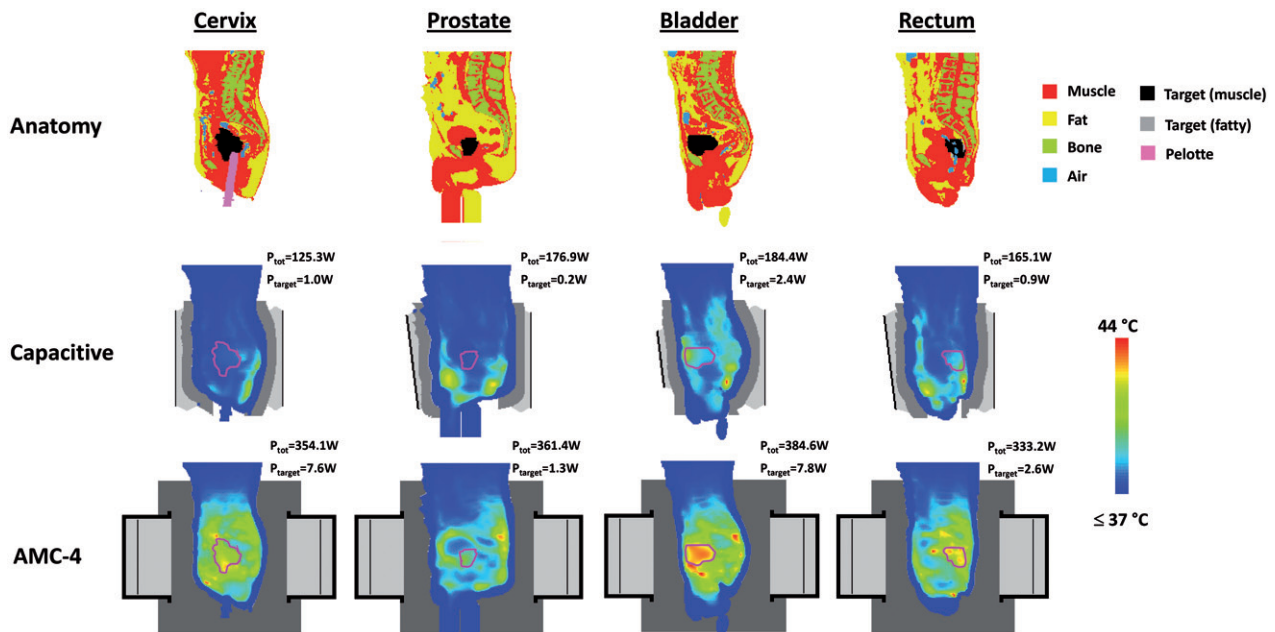 Cervix
Prostate
Bladder
Rectum
Anatomy
Muscle
Fat
Bone
Air
Target (muscle)
Target (fatty)
Pelotte
Capacitive
Ptot=125.3W
Ptarget=1.0W
Ptot=176.9W
Ptarget=0.2W
Ptot=184.4W
Ptarget=2.4W
Ptot=165.1W
Ptarget=0.9W
44 °C
≤ 37 °C
AMC-4
Ptot=354.1W
Ptarget=7.6W
Ptot=361.4W
Ptarget=1.3W
Ptot=384.6W
Ptarget=7.8W
Ptot=333.2W
Ptarget=2.6W